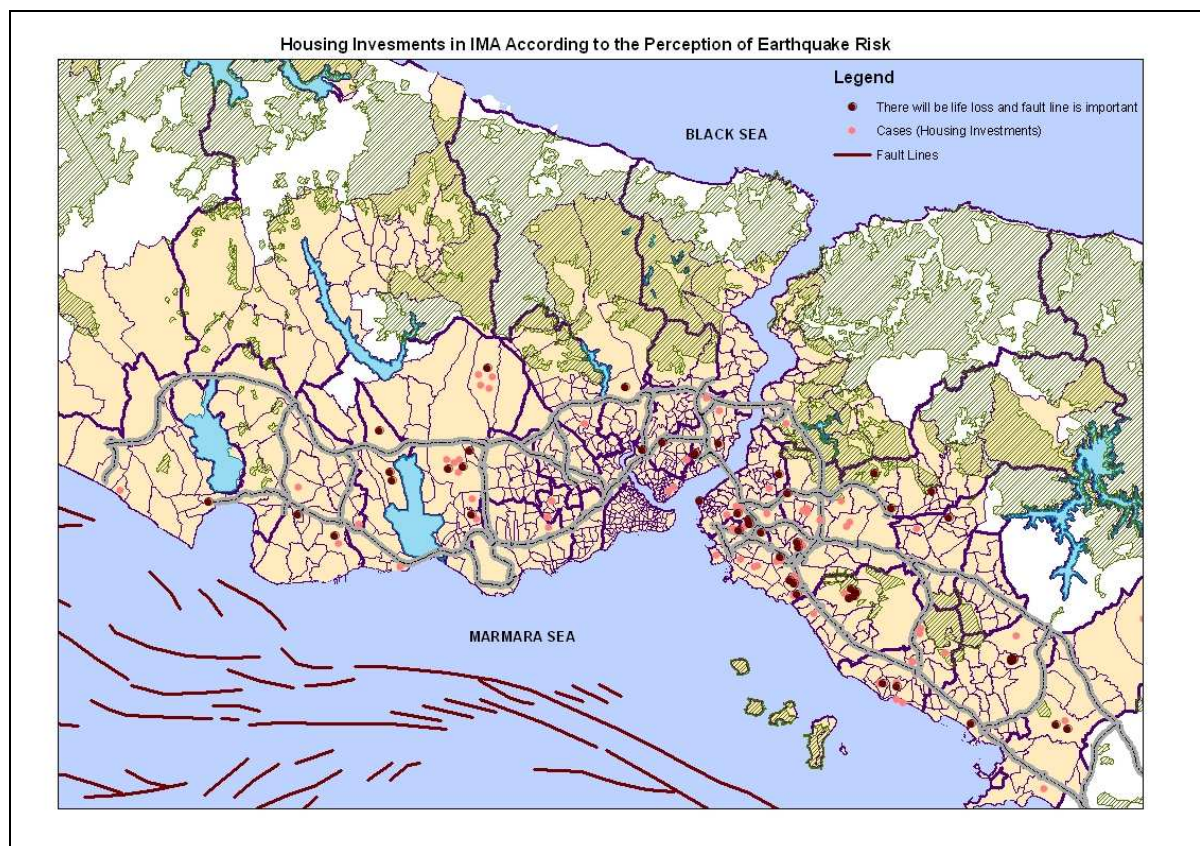 Housing Invesments in IMA According to the Perception of Earthquake Risk
Legend
There will be life loss and fault line is important
Cases (Housing Investments)
Fault Lines
BLACK SEA
MARMARA SEA